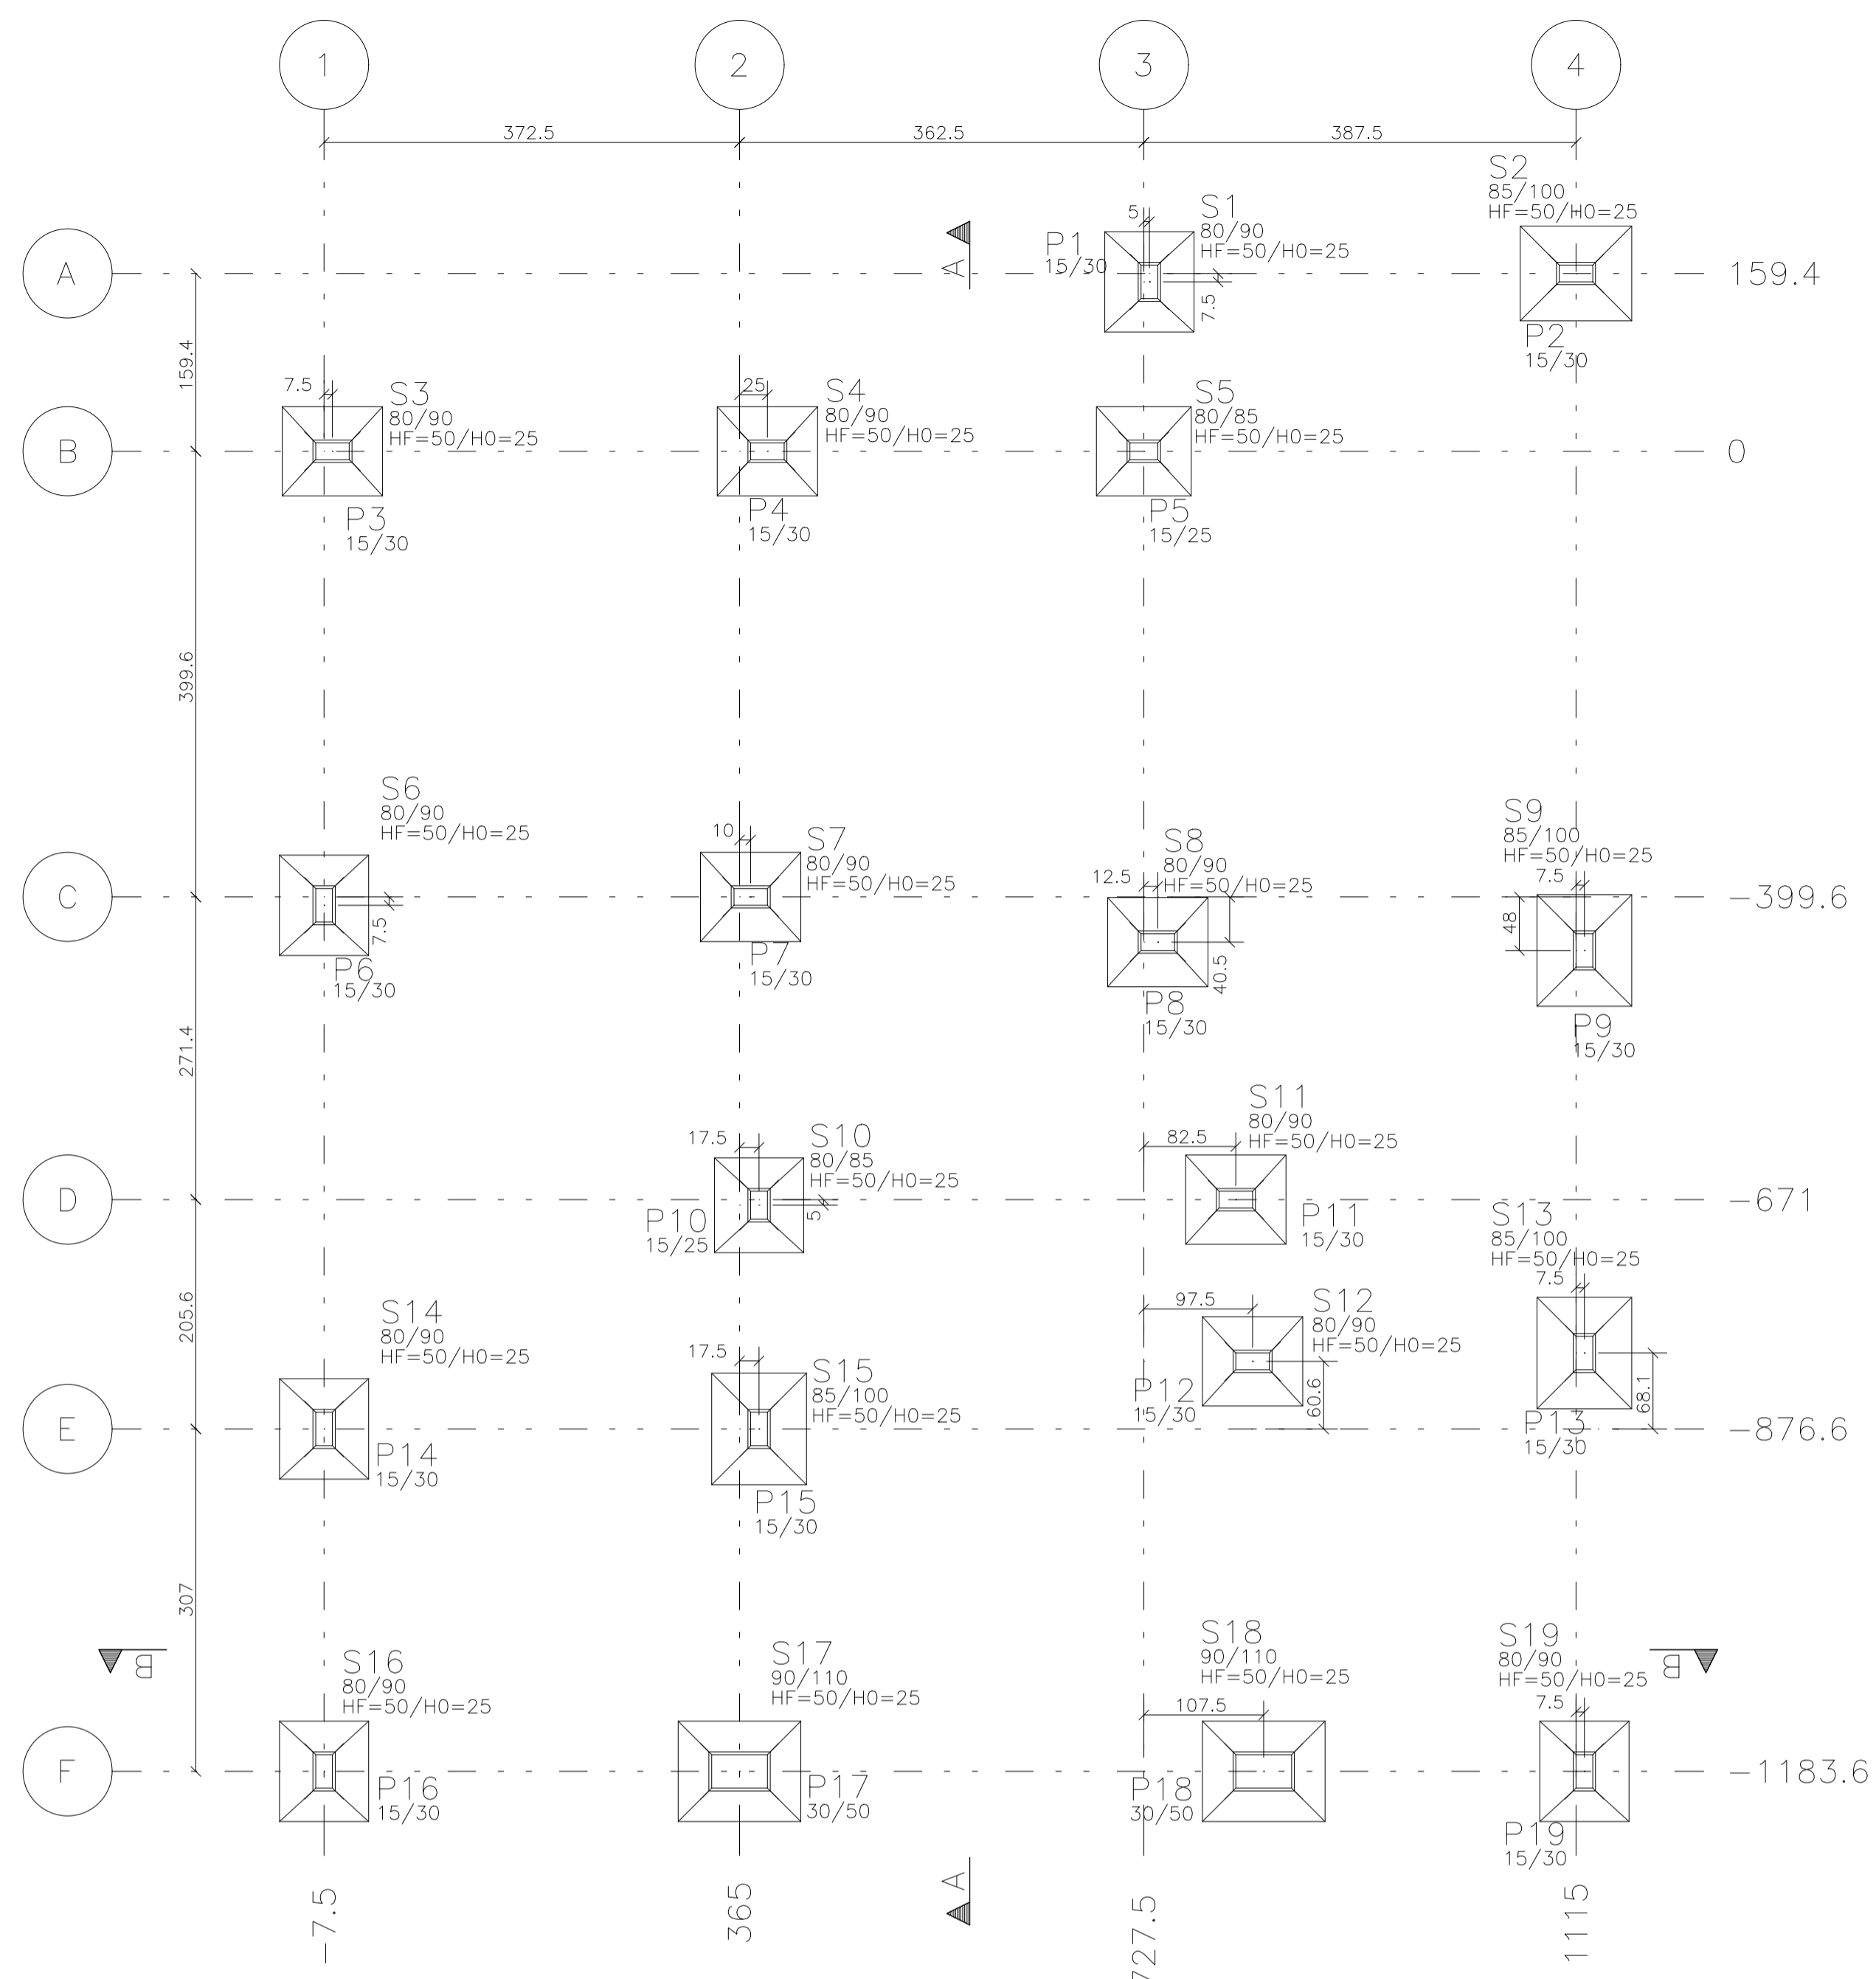 1
2
3
4
372.5
362.5
387.5
S2
85/100
HF=50/H0=25
S1
80/90
HF=50/H0=25
5
P1
15/30
A
A
159.4
7.5
P2
15/30
159.4
7.5
S3
80/90
HF=50/H0=25
25
S4
80/90
HF=50/H0=25
S5
80/85
HF=50/H0=25
B
0
P3
15/30
P4
15/30
P5
15/25
399.6
S6
80/90
HF=50/H0=25
10
S7
80/90
HF=50/H0=25
S8
80/90
HF=50/H0=25
12.5
S9
85/100
HF=50/H0=25
7.5
C
-399.6
7.5
40.5
48
P6
15/30
P7
15/30
P8
15/30
P9
15/30
271.4
S11
80/90
HF=50/H0=25
82.5
17.5
S10
80/85
HF=50/H0=25
D
-671
5
P10
15/25
P11
15/30
S13
85/100
HF=50/H0=25
7.5
205.6
97.5
S12
80/90
HF=50/H0=25
S14
80/90
HF=50/H0=25
17.5
S15
85/100
HF=50/H0=25
P12
15/30
60.6
68.1
P13
15/30
E
-876.6
P14
15/30
P15
15/30
307
B
B
S16
80/90
HF=50/H0=25
S17
90/110
HF=50/H0=25
S18
90/110
HF=50/H0=25
107.5
S19
80/90
HF=50/H0=25
7.5
F
-1183.6
P16
15/30
P17
30/50
P18
30/50
P19
15/30
A
-7.5
365
727.5
1115